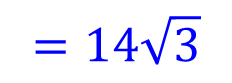 = 14√3